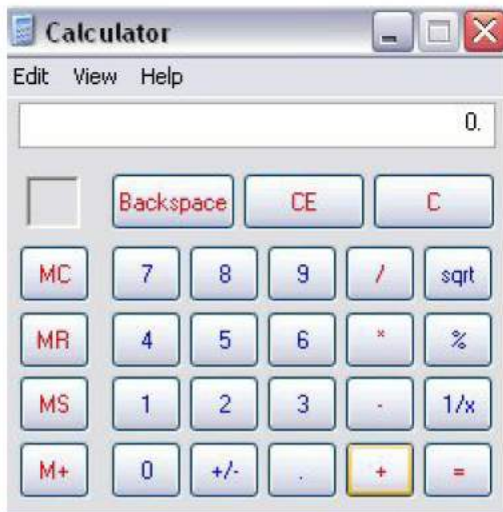 Calculator
Edit View Help
0.
Backspace CE C
MC 7 8 9 / sqrt
MR 4 5 6 * %
MS 1 2 3 - 1/x
M+ 0 +/- . + =